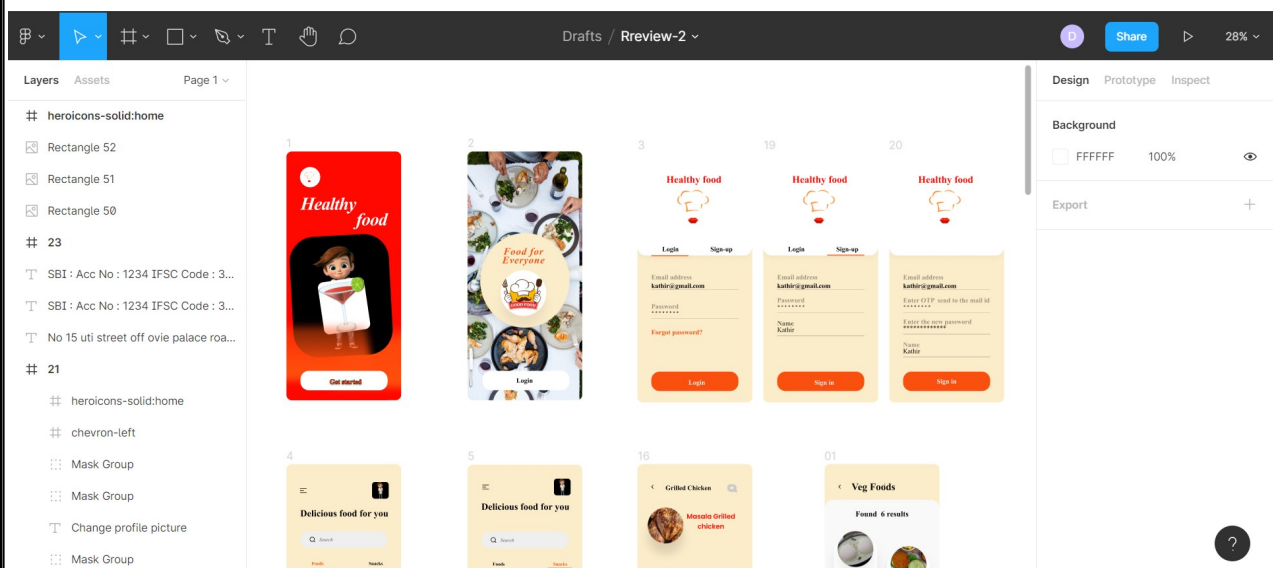 Drafts / Rreview-2
D
Share
28%
Layers Assets Page 1
heroicons-solid:home
Rectangle 52
Rectangle 51
Rectangle 50
23
SBI : Acc No : 1234 IFSC Code : 3...
SBI : Acc No : 1234 IFSC Code : 3...
No 15 uti street off ovie palace roa...
21
heroicons-solid:home
chevron-left
Mask Group
Mask Group
Change profile picture
Mask Group
1
Healthy
food
Get started
2
Food for
Everyone
GOOD FOOD
Login
3
Healthy food
Login Sign-up
Email address
kathir@gmail.com
Password
********
Forgot password?
Login
19
Healthy food
Login Sign-up
Email address
kathir@gmail.com
Password
********
Name
Kathir
Sign in
20
Healthy food
Email address
kathir@gmail.com
Enter OTP send to the mail id
********
Enter the new password
*************
Name
Kathir
Sign in
4
Delicious food for you
Search
Foods Snacks
5
Delicious food for you
Search
Foods Snacks
16
Grilled Chicken
Masala Grilled
chicken
01
Veg Foods
Found 6 results
Design Prototype Inspect
Background
FFFFFF 100%
Export
?